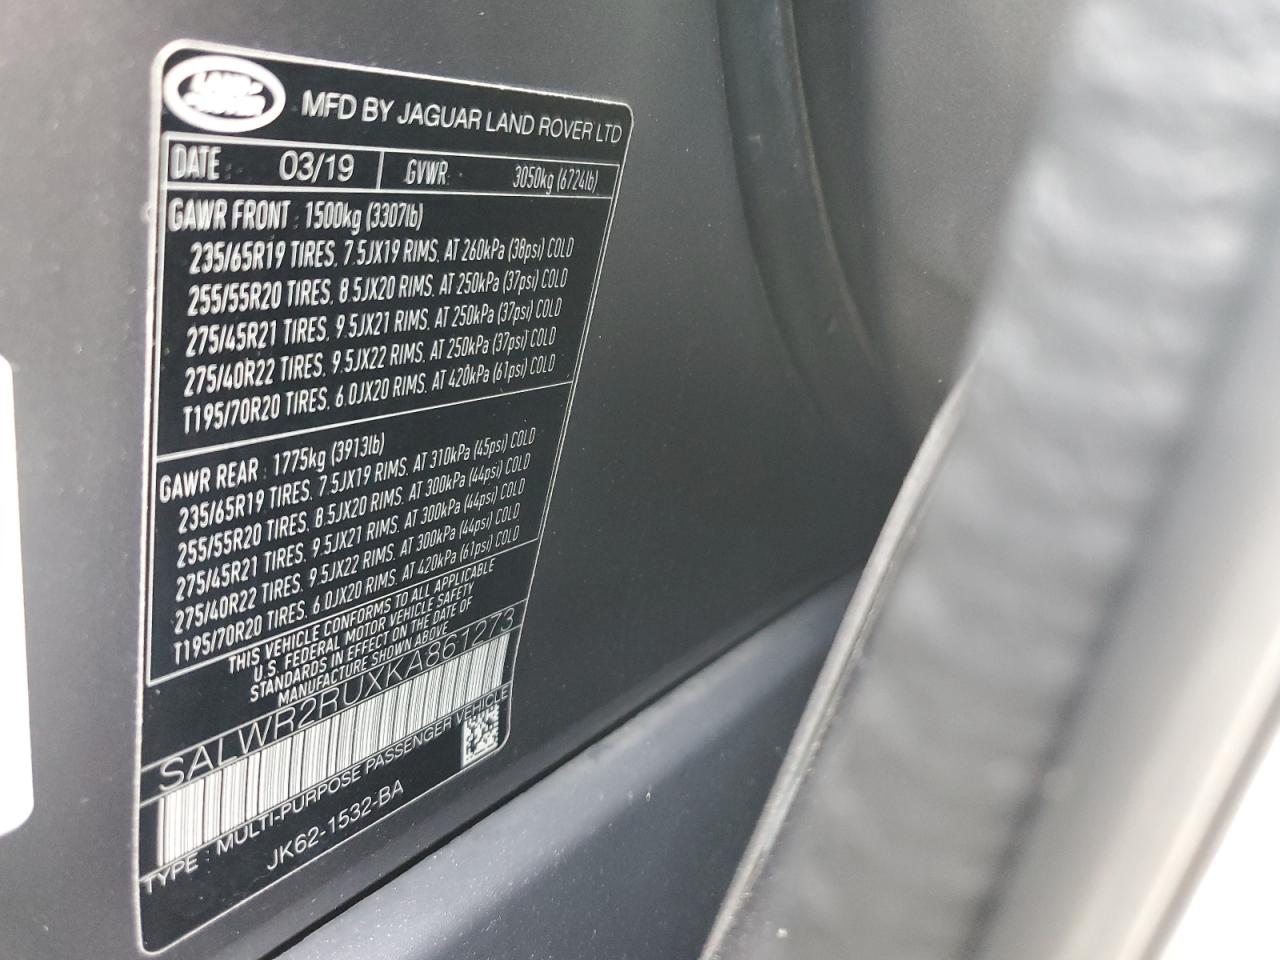 LAND ROVER
MFD BY JAGUAR LAND ROVER LTD
DATE : 03/19 GVWR: 3050kg (6724lb)
GAWR FRONT : 1500kg (3307lb)
235/65R19 TIRES, 7.5JX19 RIMS, AT 260kPa (38psi) COLD
255/55R20 TIRES, 8.5JX20 RIMS, AT 250kPa (37psi) COLD
275/45R21 TIRES, 9.5JX21 RIMS, AT 250kPa (37psi) COLD
275/40R22 TIRES, 9.5JX22 RIMS, AT 250kPa (37psi) COLD
T195/70R20 TIRES, 6.0JX20 RIMS, AT 420kPa (61psi) COLD
GAWR REAR : 1775kg (3913lb)
235/65R19 TIRES, 7.5JX19 RIMS, AT 310kPa (45psi) COLD
255/55R20 TIRES, 8.5JX20 RIMS, AT 300kPa (44psi) COLD
275/45R21 TIRES, 9.5JX21 RIMS, AT 300kPa (44psi) COLD
275/40R22 TIRES, 9.5JX22 RIMS, AT 300kPa (44psi) COLD
T195/70R20 TIRES, 6.0JX20 RIMS, AT 420kPa (61psi) COLD
THIS VEHICLE CONFORMS TO ALL APPLICABLE
U.S. FEDERAL MOTOR VEHICLE SAFETY
STANDARDS IN EFFECT ON THE DATE OF
MANUFACTURE SHOWN ABOVE
SALWR2RUXKA861273
TYPE : MULTI-PURPOSE PASSENGER VEHICLE
JK62-1532-BA